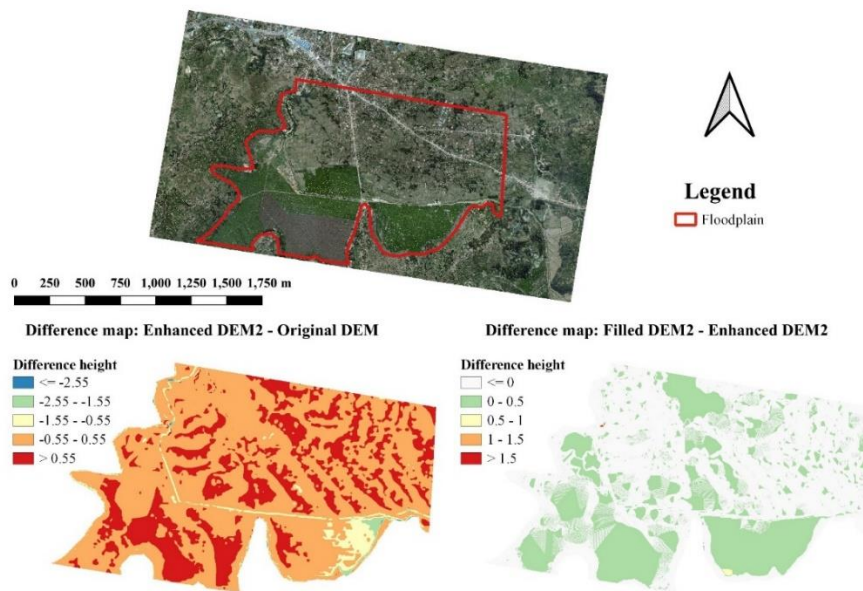 Legend
Floodplain
0 250 500 750 1,000 1,250 1,500 1,750 m
Difference map: Enhanced DEM2 - Original DEM
Difference height
<= -2.55
-2.55 - -1.55
-1.55 - -0.55
-0.55 - 0.55
> 0.55
Difference map: Filled DEM2 - Enhanced DEM2
Difference height
<= 0
0 - 0.5
0.5 - 1
1 - 1.5
> 1.5